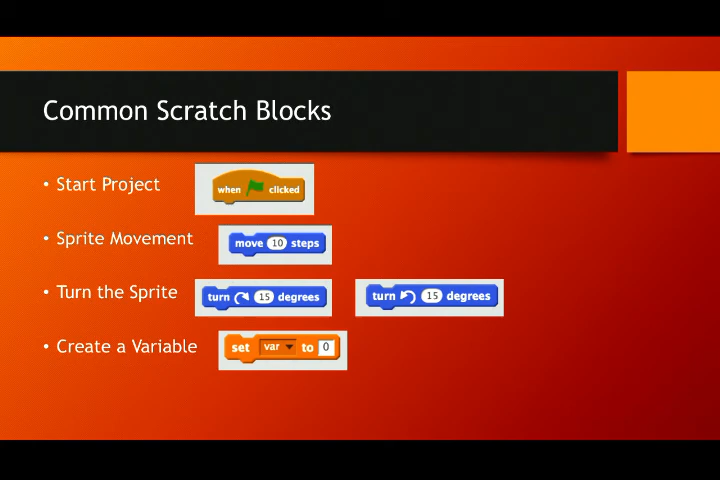 Common Scratch Blocks
• Start Project when clicked
• Sprite Movement move 10 steps
• Turn the Sprite turn 15 degrees turn 15 degrees
• Create a Variable set var to 0